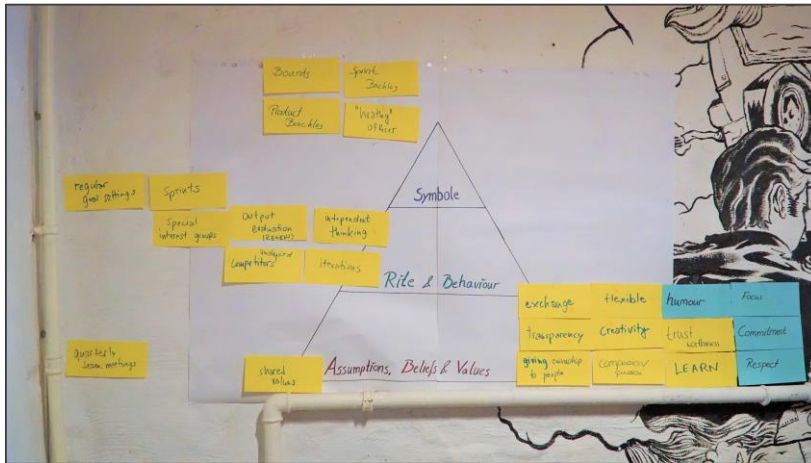 Boards
Sprint
Backlog
Product
Backlog
"healthy"
offices
Symbole
regular
goal settings
Sprints
Special
interest groups
Output
Evaluation
(REVIEW)
independent
thinking
competitors
iterations
Rite & Behaviour
exchange
flexible
humour
Focus
transparency
Creativity
trust
worthiness
Commitment
giving ownership
to people
LEARN
Respect
quarterly
team meetings
shared
values
Assumptions, Beliefs & Values